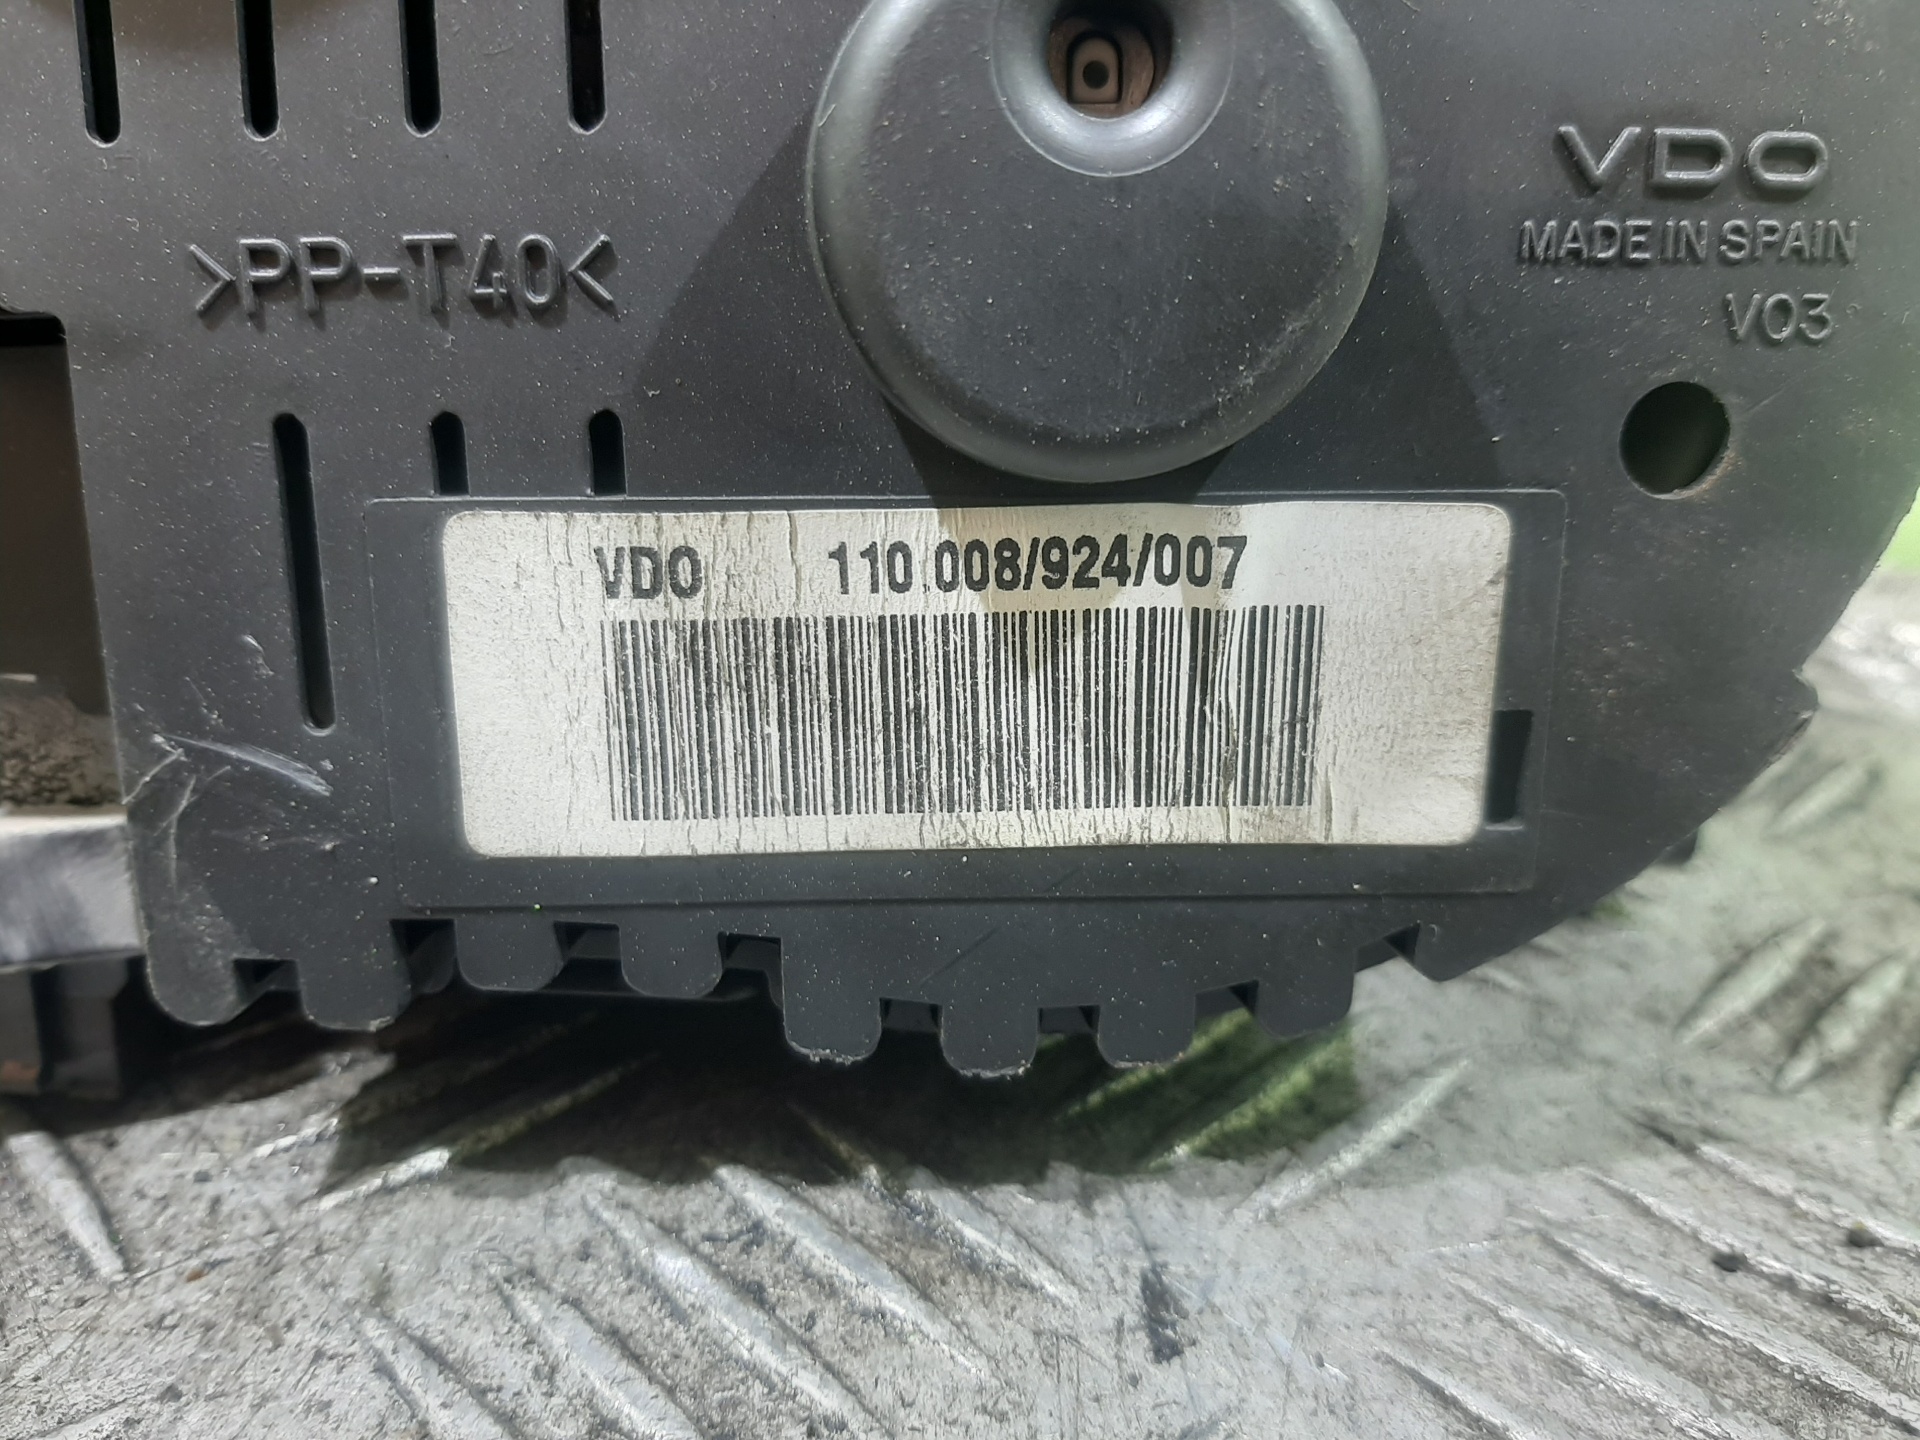 VDO
MADE IN SPAIN
V03
>PP-T40<
VDO 110.008/924/007